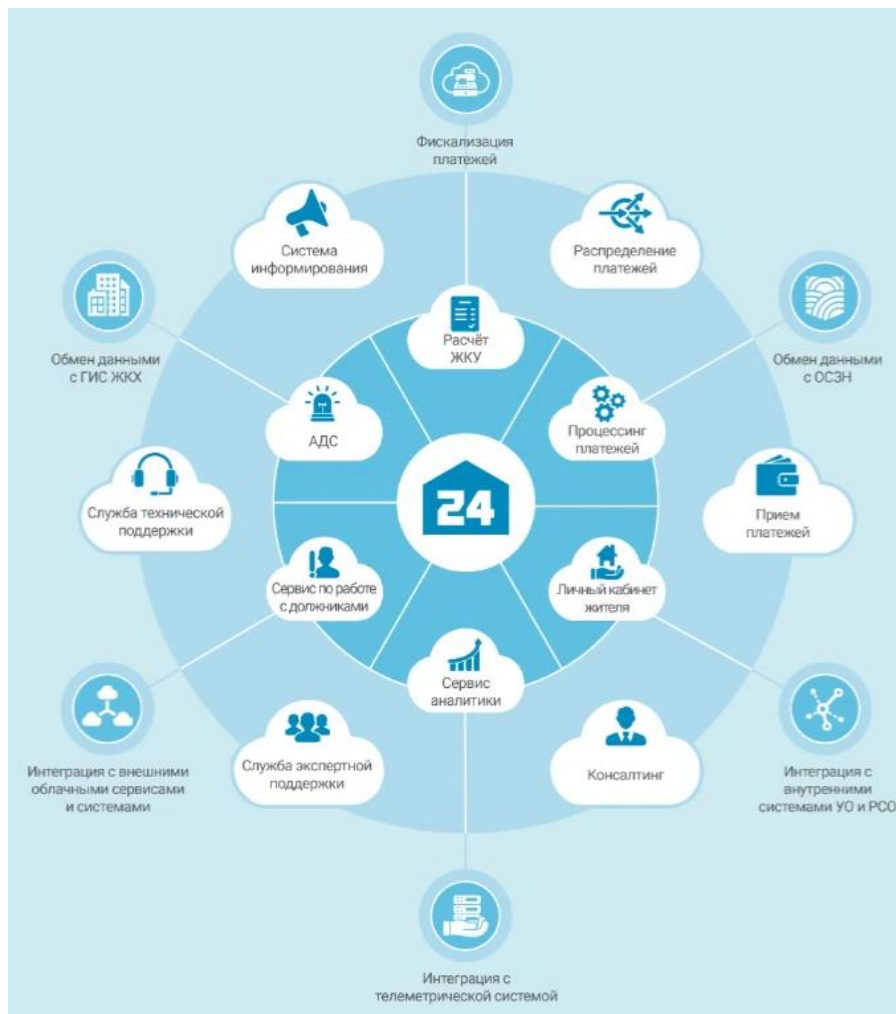 Фискализация
платежей
Система
информирования
Распределение
платежей
Расчёт
ЖКУ
Обмен данными
с ГИС ЖКХ
Обмен данными
с ОСЗН
АДС
Процессинг
платежей
24
Служба технической
поддержки
Прием
платежей
Сервис по работе
с должниками
Личный кабинет
жителя
Сервис
аналитики
Служба экспертной
поддержки
Консалтинг
Интеграция с внешними
облачными сервисами
и системами
Интеграция с
внутренними
системами УО и РСО
Интеграция с
телеметрической системой